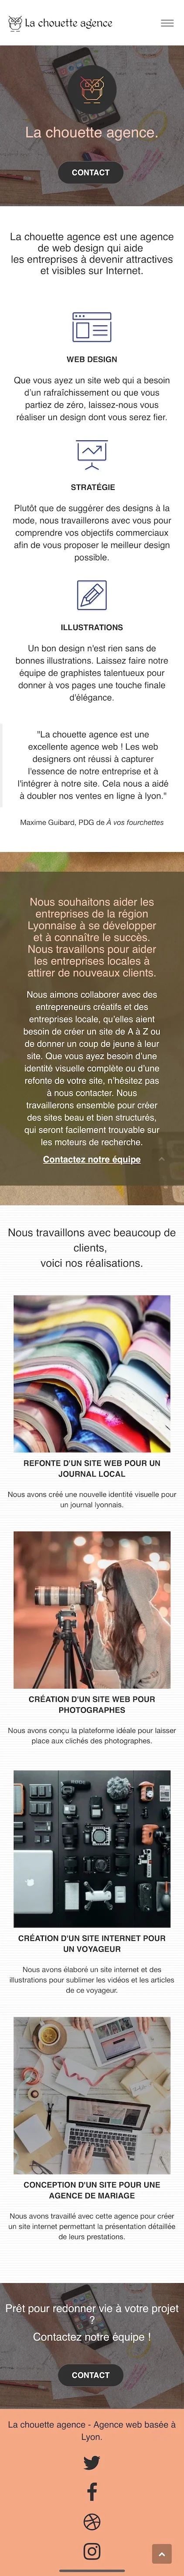 La chouette agence
La chouette agence.
CONTACT
La chouette agence est une agence
de web design qui aide
les entreprises à devenir attractives
et visibles sur Internet.
WEB DESIGN
Que vous ayez un site web qui a besoin
d'un rafraîchissement ou que vous
partiez de zéro, laissez-nous vous
réaliser un design dont vous serez fier.
STRATÉGIE
Plutôt que de suggérer des designs à la
mode, nous travaillerons avec vous pour
comprendre vos objectifs commerciaux
afin de vous proposer le meilleur design
possible.
ILLUSTRATIONS
Un bon design n'est rien sans de
bonnes illustrations. Laissez faire notre
équipe de graphistes talentueux pour
donner à vos pages une touche finale
d'élégance.
"La chouette agence est une
excellente agence web ! Les web
designers ont réussi à capturer
l'essence de notre entreprise et à
l'intégrer à notre site. Cela nous a aidé
à doubler nos ventes en ligne à lyon."
Maxime Guibard, PDG de À vos fourchettes
Nous souhaitons aider les
entreprises de la région
Lyonnaise à se développer
et à connaître le succès.
Nous travaillons pour aider
les entreprises locales à
attirer de nouveaux clients.
Nous aimons collaborer avec des
entrepreneurs créatifs et des
entreprises locale, qu'elles aient
besoin de créer un site de A à Z ou
de donner un coup de jeune à leur
site. Que vous ayez besoin d'une
identité visuelle complète ou d'une
refonte de votre site, n'hésitez pas
à nous contacter. Nous
travaillerons ensemble pour créer
des sites beau et bien structurés,
qui seront facilement trouvable sur
les moteurs de recherche.
Contactez notre équipe
Nous travaillons avec beaucoup de
clients,
voici nos réalisations.
REFONTE D'UN SITE WEB POUR UN
JOURNAL LOCAL
Nous avons créé une nouvelle identité visuelle pour
un journal lyonnais.
CRÉATION D'UN SITE WEB POUR
PHOTOGRAPHES
Nous avons conçu la plateforme idéale pour laisser
place aux clichés des photographes.
CRÉATION D'UN SITE INTERNET POUR
UN VOYAGEUR
Nous avons élaboré un site internet et des
illustrations pour sublimer les vidéos et les articles
de ce voyageur.
CONCEPTION D'UN SITE POUR UNE
AGENCE DE MARIAGE
Nous avons travaillé avec cette agence pour créer
un site internet permettant la présentation détaillée
de leurs prestations.
Prêt pour redonner vie à votre projet
?
Contactez notre équipe !
CONTACT
La chouette agence - Agence web basée à
Lyon.